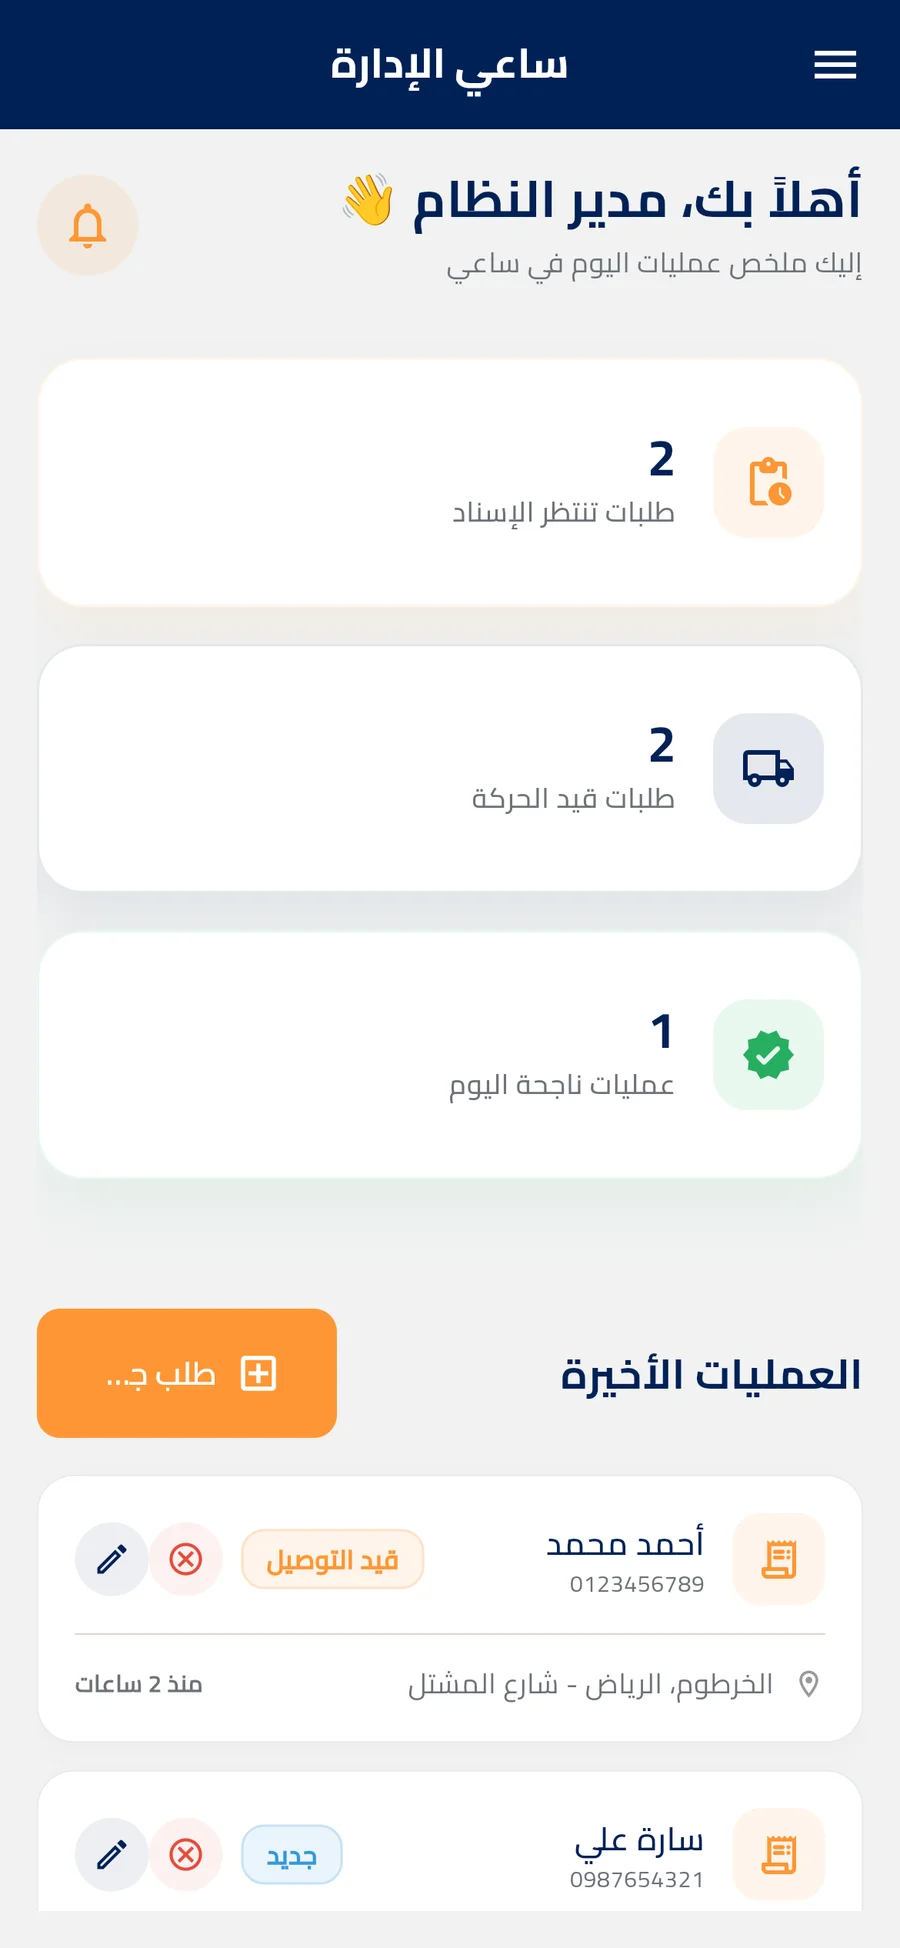 ساعي الإدارة
أهلاً بك، مدير النظام 👋
إليك ملخص عمليات اليوم في ساعي
2
طلبات تنتظر الإسناد
2
طلبات قيد الحركة
1
عمليات ناجحة اليوم
العمليات الأخيرة
طلب جـ...
أحمد محمد
0123456789
قيد التوصيل
الخرطوم، الرياض - شارع المشتل
منذ 2 ساعات
سارة علي
0987654321
جديد